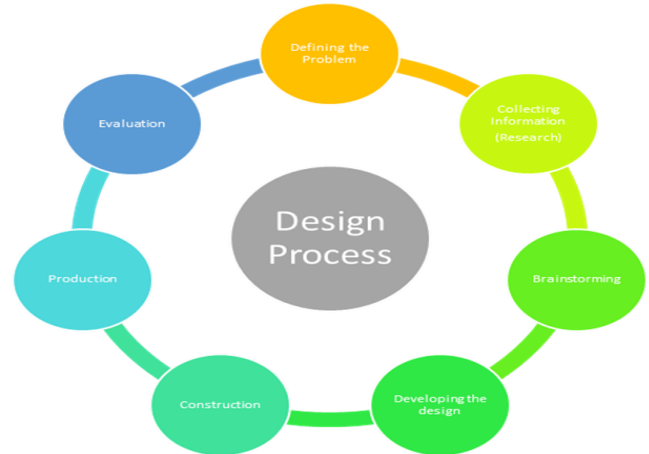 Defining the
Problem
Collecting
Information
(Research)
Brainstorming
Developing the
design
Construction
Production
Evaluation
Design
Process